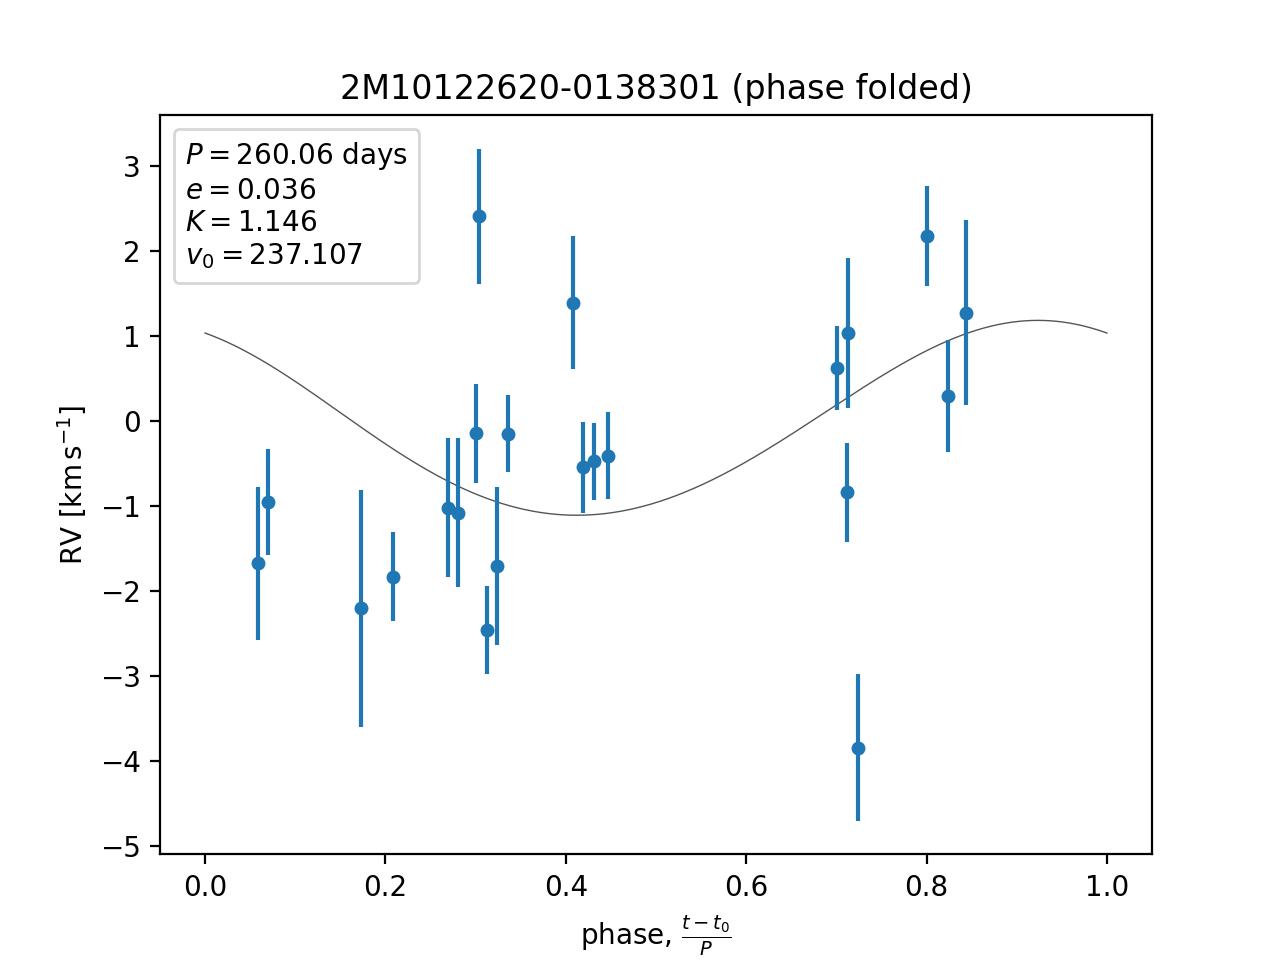 2M10122620-0138301 (phase folded)
P = 260.06 days
e = 0.036
K = 1.146
v₀ = 237.107
RV [km s⁻¹]
3
2
1
0
−1
−2
−3
−4
−5
0.0 0.2 0.4 0.6 0.8 1.0
phase, (t − t₀)/P